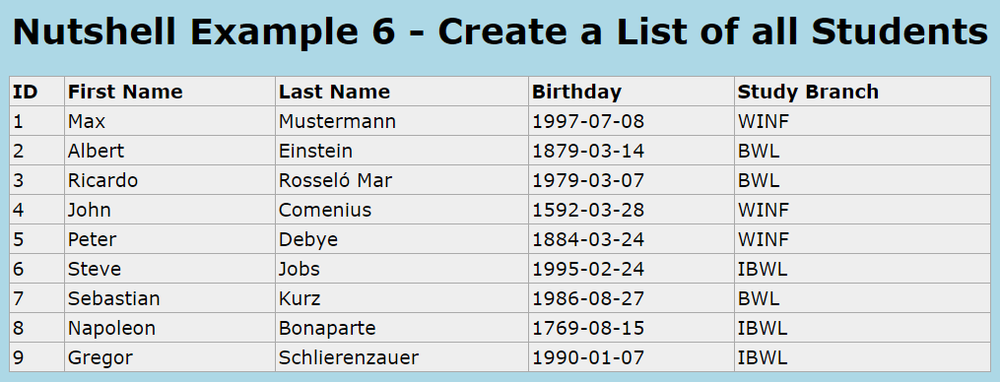 Nutshell Example 6 - Create a List of all Students
ID First Name Last Name Birthday Study Branch
1 Max Mustermann 1997-07-08 WINF
2 Albert Einstein 1879-03-14 BWL
3 Ricardo Rosseló Mar 1979-03-07 BWL
4 John Comenius 1592-03-28 WINF
5 Peter Debye 1884-03-24 WINF
6 Steve Jobs 1995-02-24 IBWL
7 Sebastian Kurz 1986-08-27 BWL
8 Napoleon Bonaparte 1769-08-15 IBWL
9 Gregor Schlierenzauer 1990-01-07 IBWL